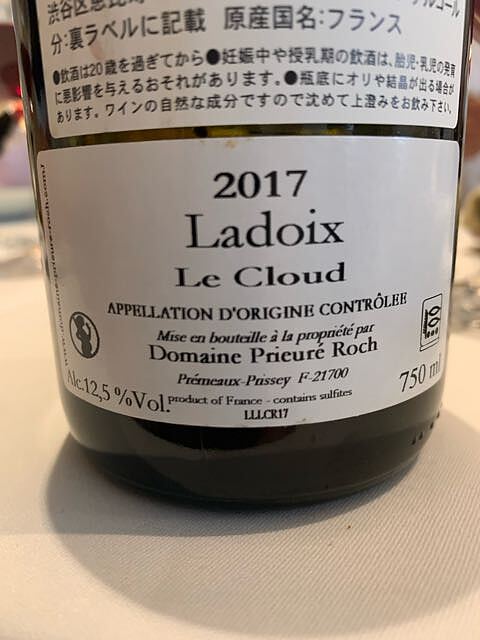 分:裏ラベルに記載 原産国名:フランス
●飲酒は20歳を過ぎてから●妊娠中や授乳期の飲酒は、胎児・乳児の発育
に悪影響を与えるおそれがあります。●瓶底にオリや結晶が出る場合が
あります。ワインの自然な成分ですので沈めて上澄みをお飲み下さい。
2017
Ladoix
Le Cloud
APPELLATION D'ORIGINE CONTRÔLÉE
Mise en bouteille à la propriété par
Domaine Prieuré Roch
Prémeaux-Prissey F-21700
Alc.12,5 %Vol.
product of France - contains sulfites
750 ml
LLLCR17
www.domaine-prieure-roch.com